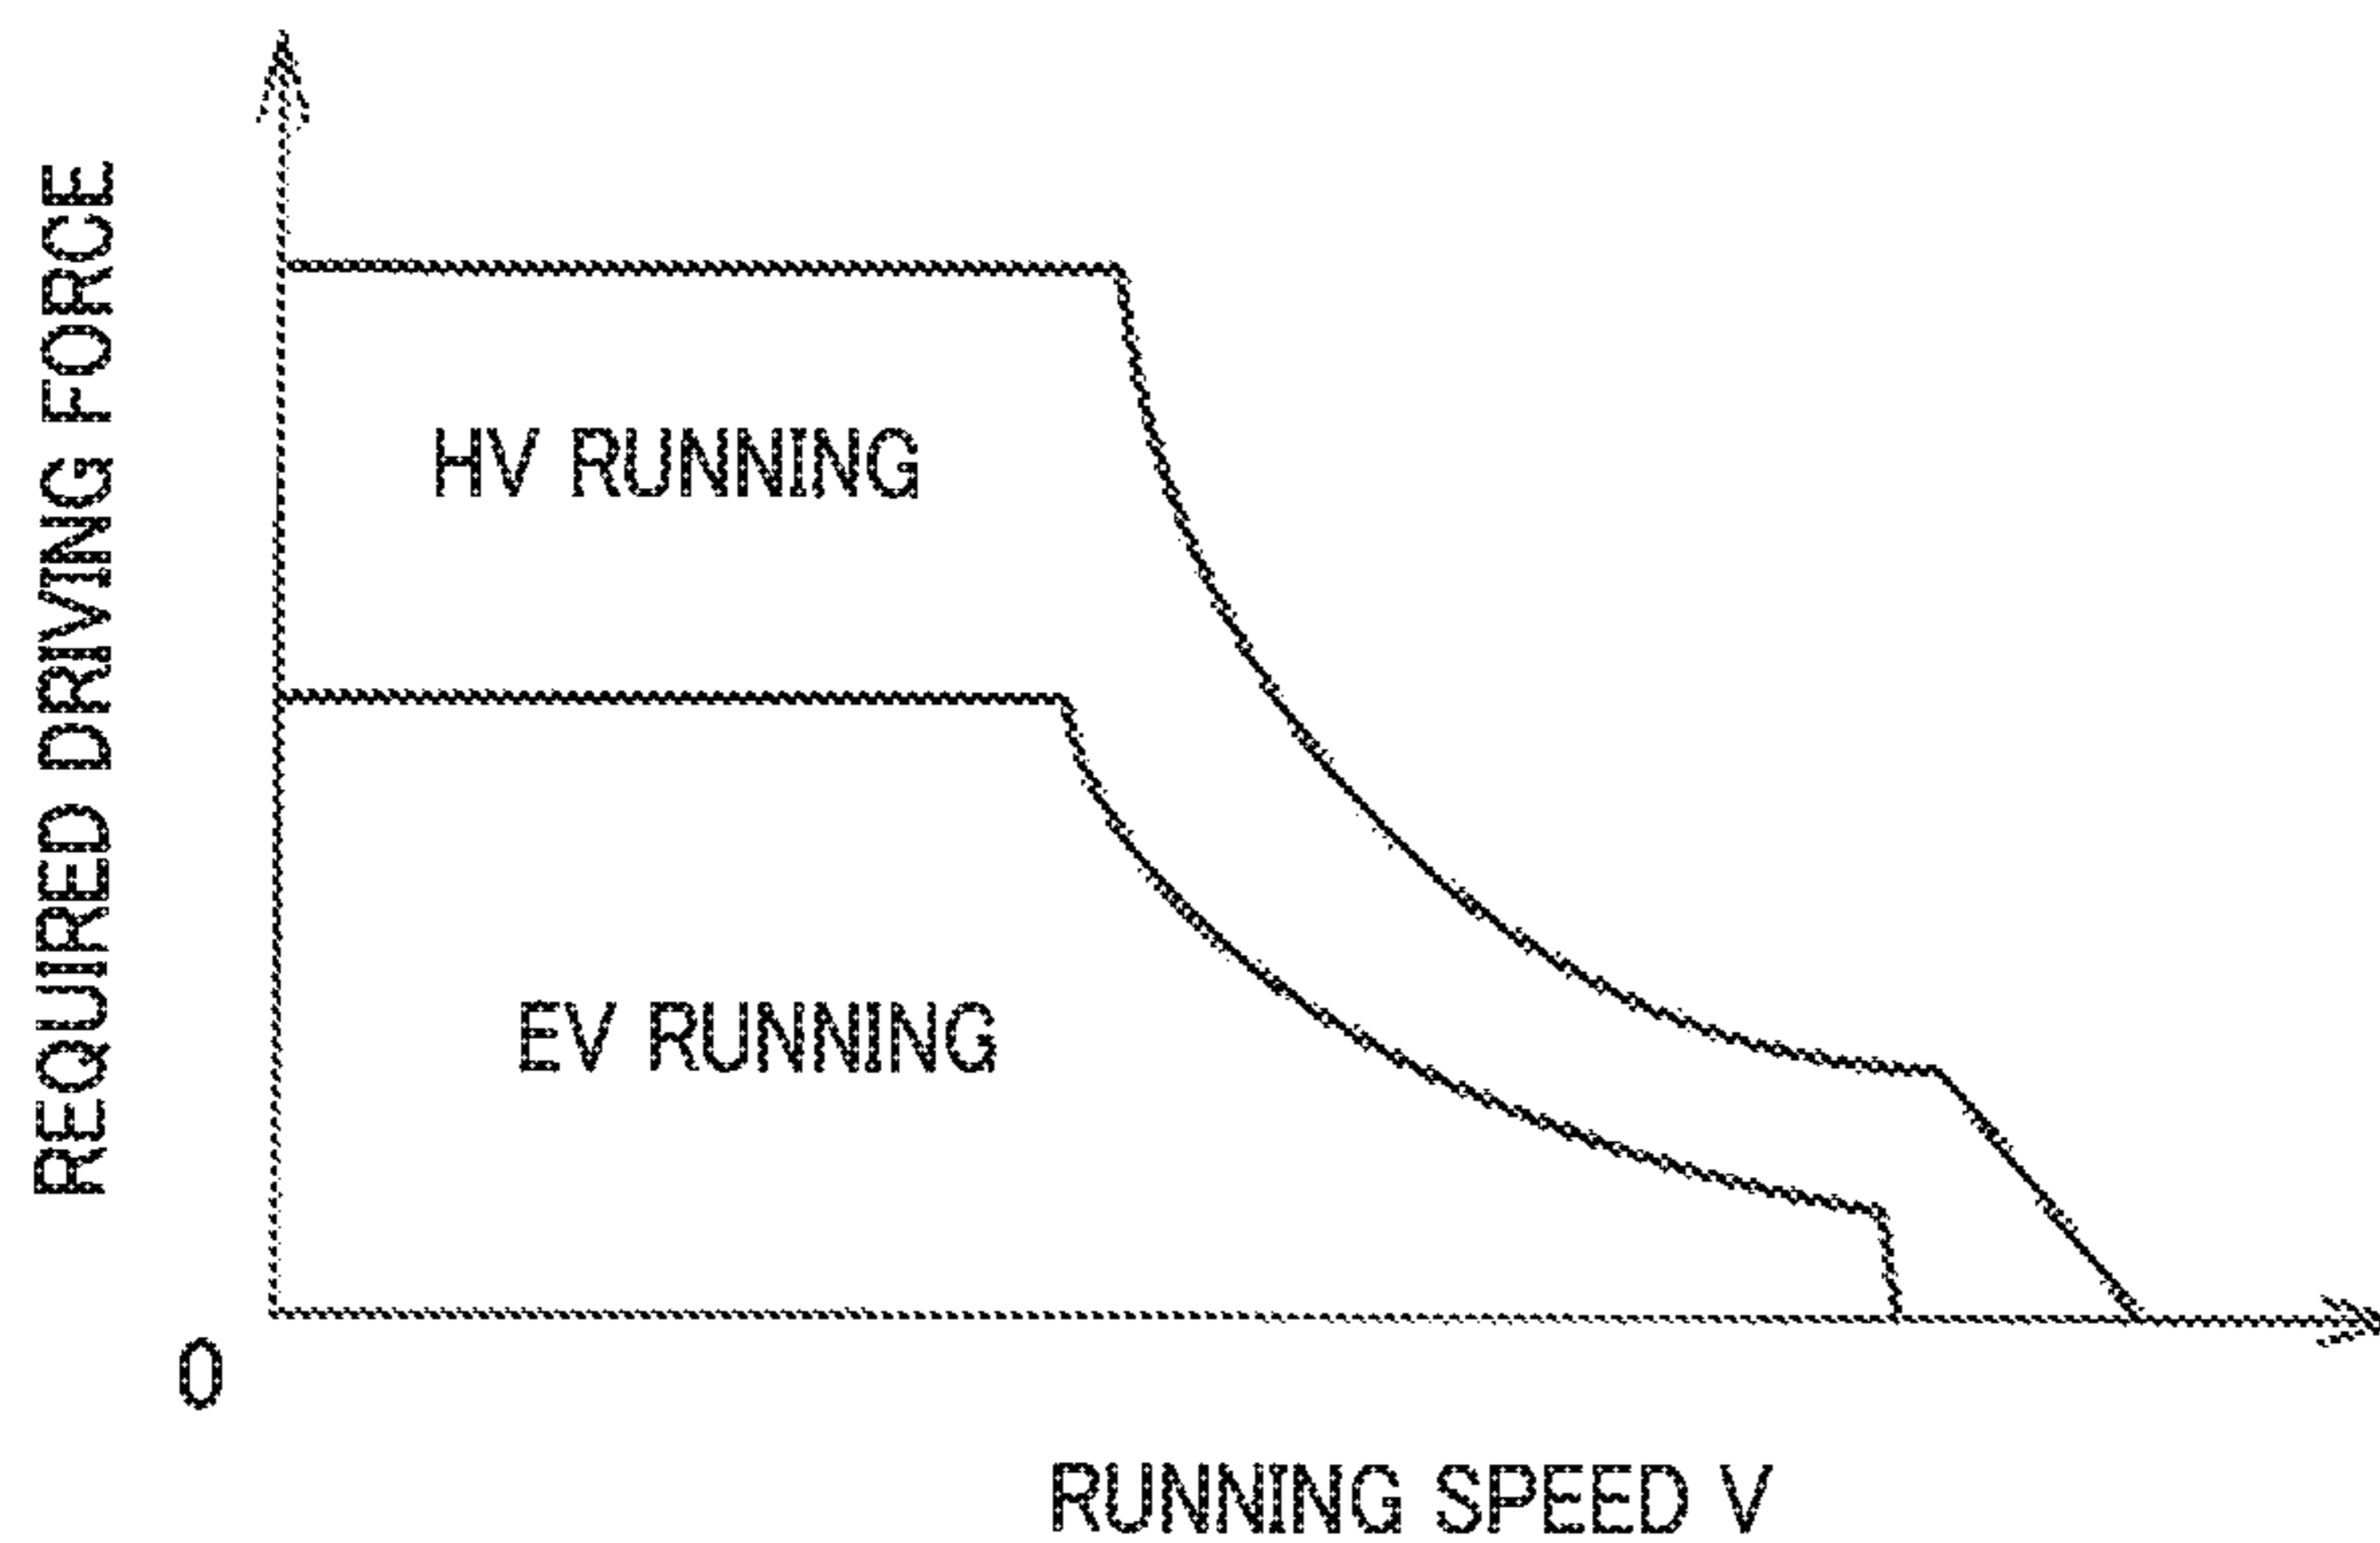 REQUIRED DRIVING FORCE
HV RUNNING
EV RUNNING
0
RUNNING SPEED V